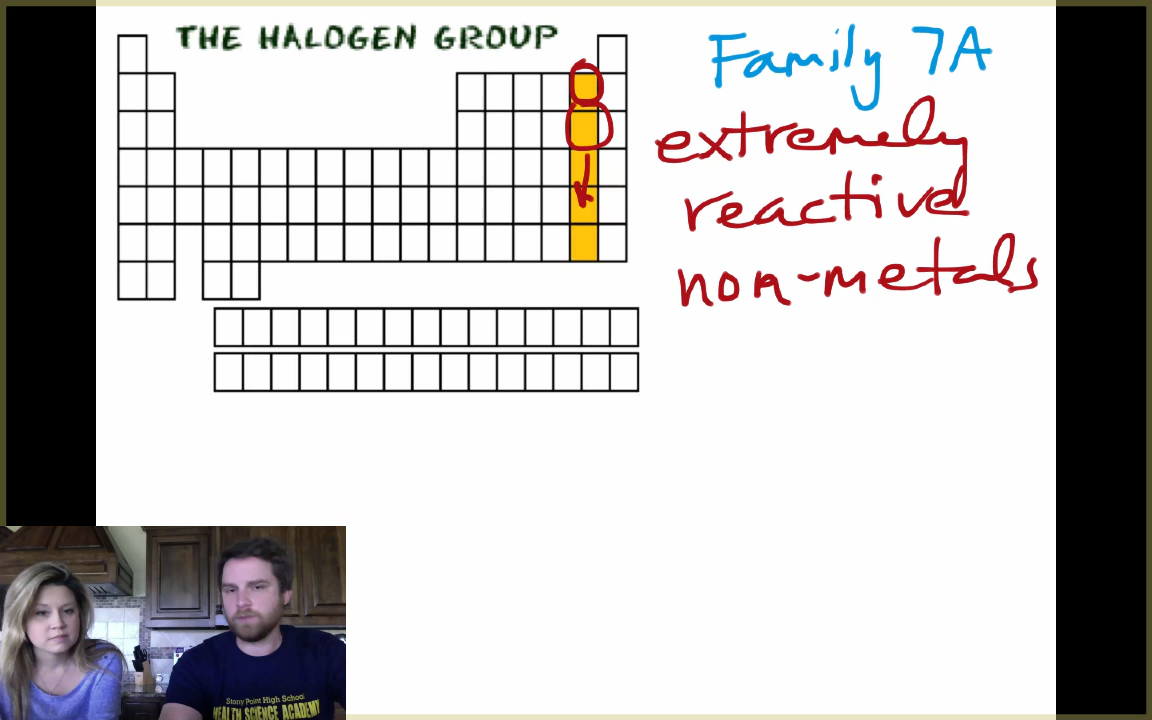 THE HALOGEN GROUP
Family 7A
extremely
reactive
non-metals
Stony Point High School
HEALTH SCIENCE ACADEMY